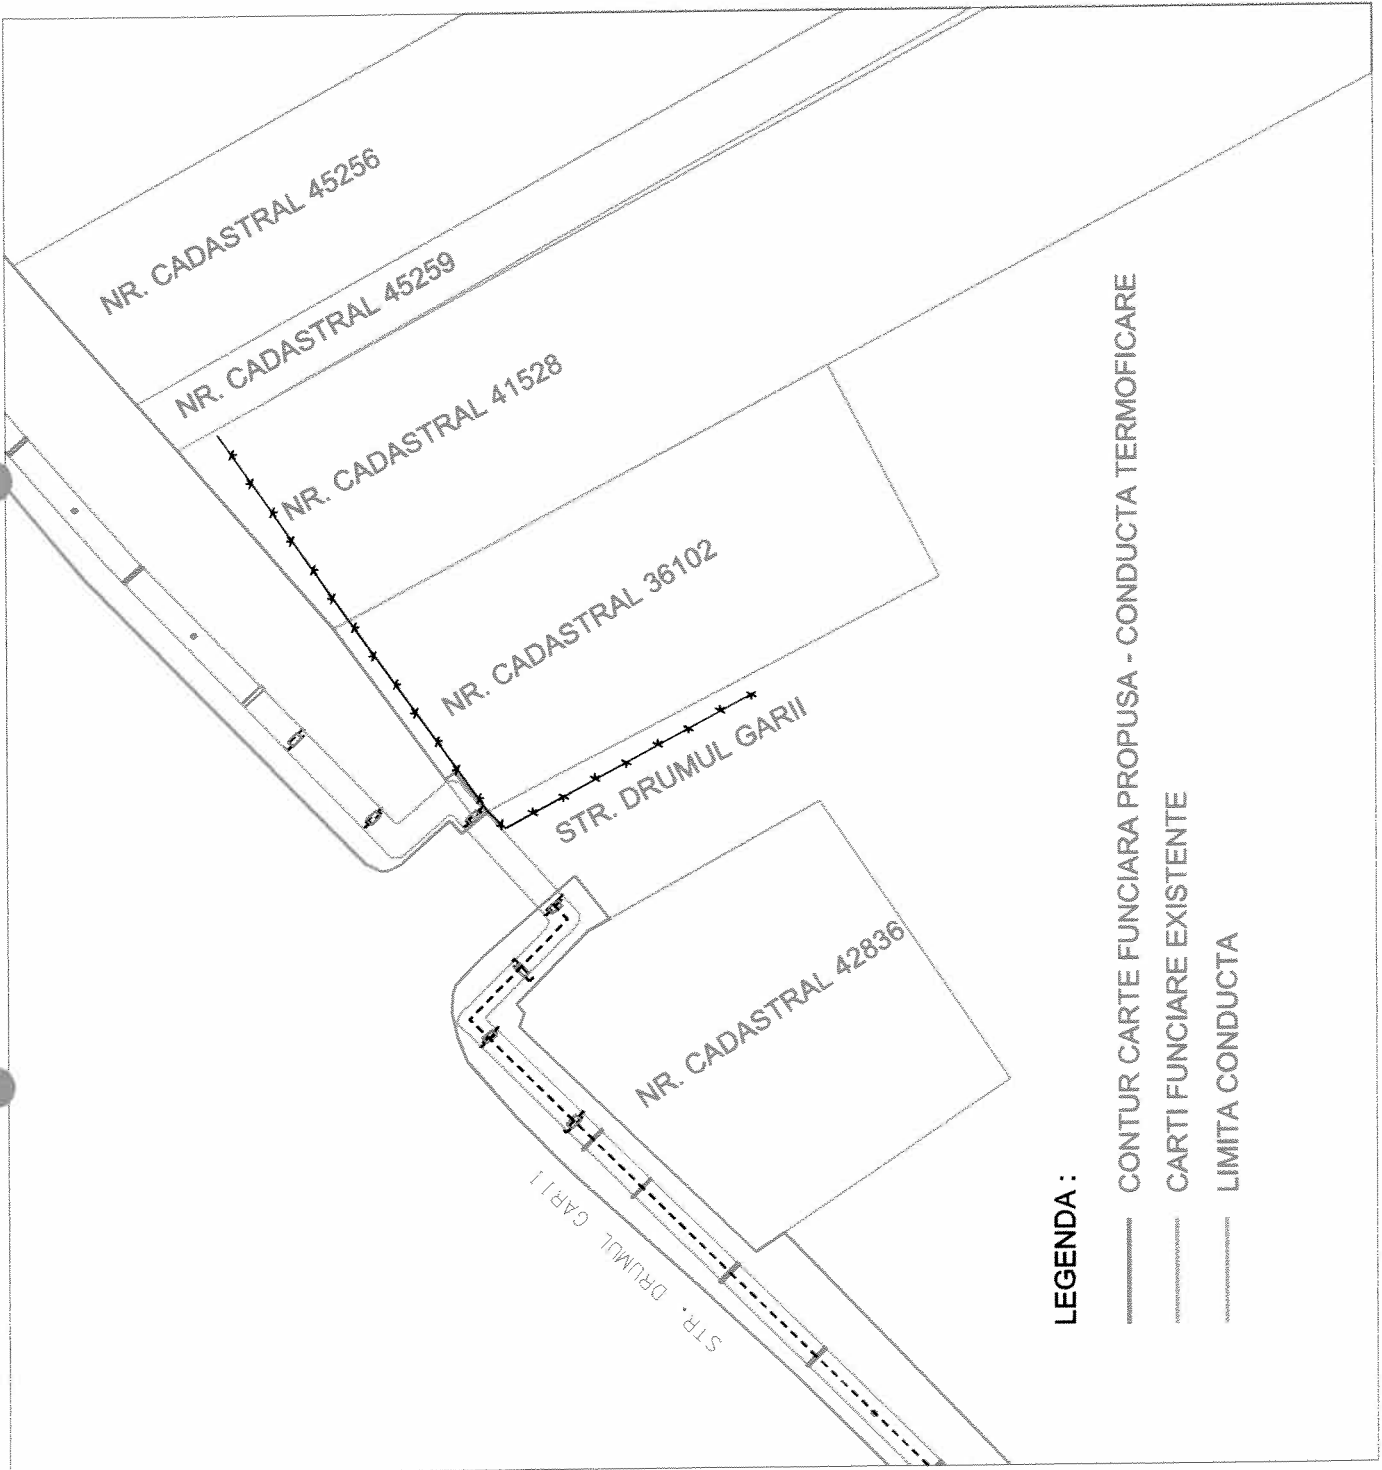 NR. CADASTRAL 45256
NR. CADASTRAL 45259
NR. CADASTRAL 41528
NR. CADASTRAL 36102
STR. DRUMUL GARII
NR. CADASTRAL 42836
STR. DRUMUL GARII
LEGENDA :
CONTUR CARTE FUNCIARA PROPUSA - CONDUCTA TERMOFICARE
CARTI FUNCIARE EXISTENTE
LIMITA CONDUCTA